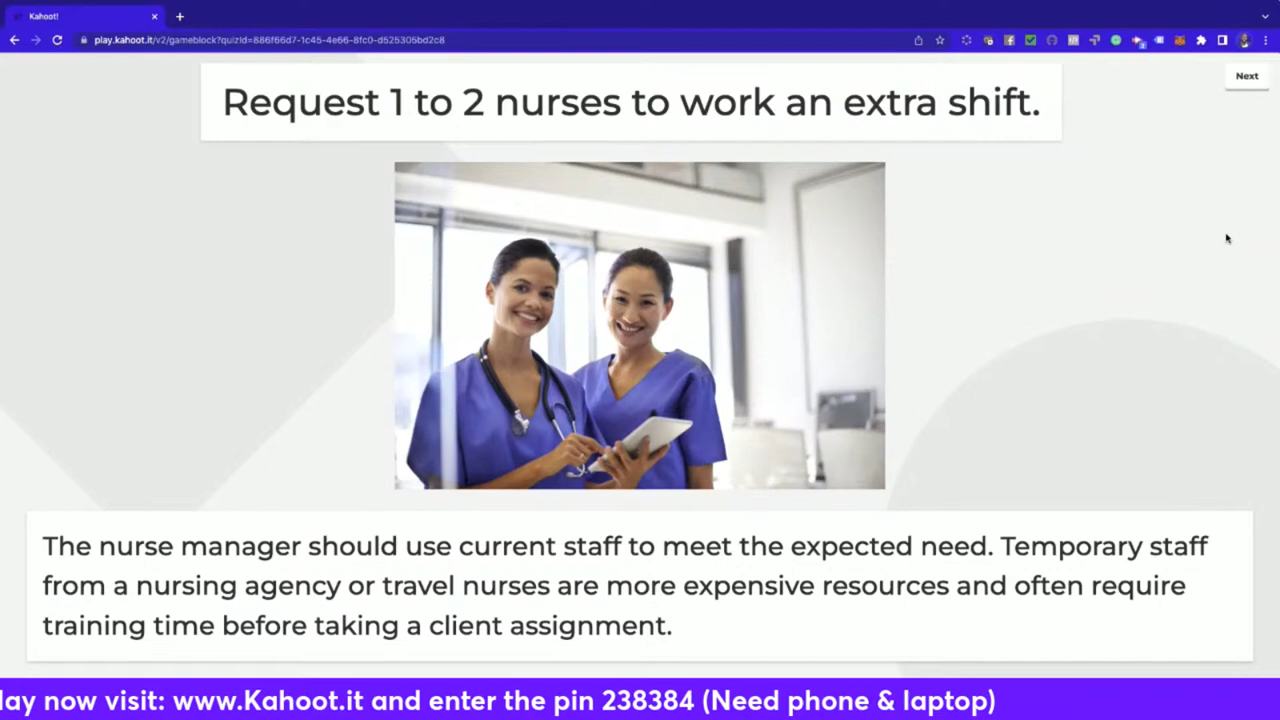 Kahoot!
play.kahoot.it/v2/gameblock?quizId=886f66d7-1c45-4e66-8fc0-d525305bd2c8
Next
Request 1 to 2 nurses to work an extra shift.
The nurse manager should use current staff to meet the expected need. Temporary staff
from a nursing agency or travel nurses are more expensive resources and often require
training time before taking a client assignment.
lay now visit: www.Kahoot.it and enter the pin 238384 (Need phone & laptop)